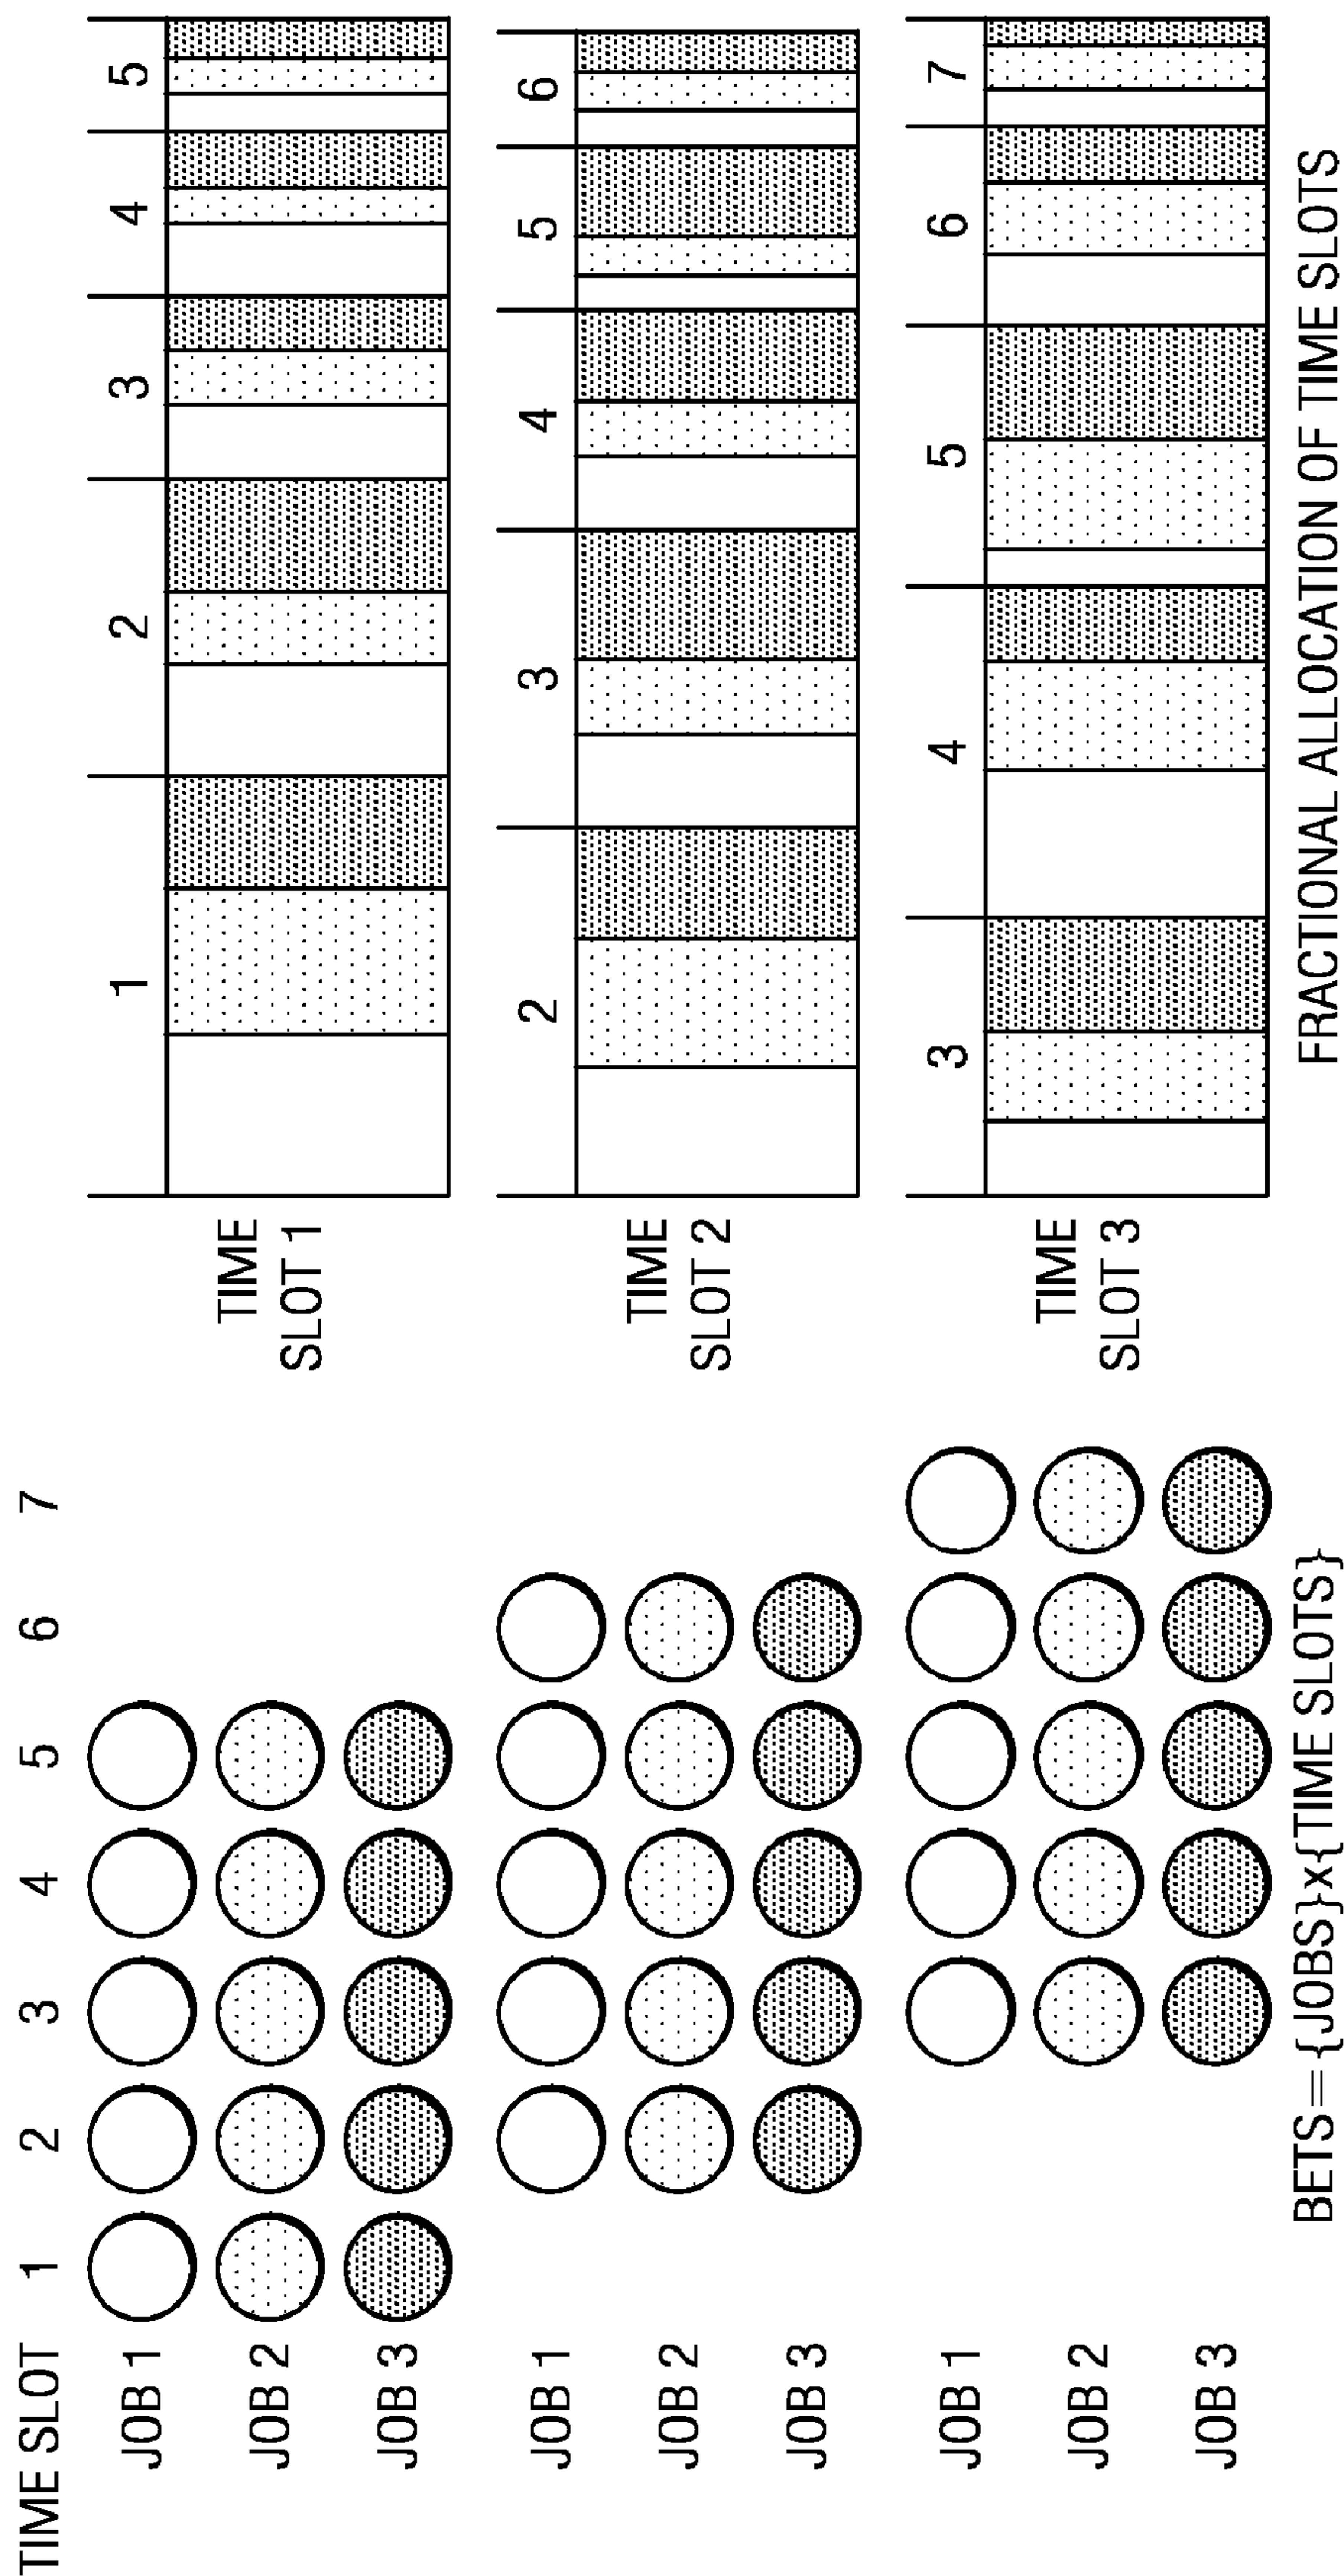 TIME SLOT 1 2 3 4 5 6 7
JOB 1
JOB 2
JOB 3
JOB 1
JOB 2
JOB 3
JOB 1
JOB 2
JOB 3
BETS={JOBS}x{TIME SLOTS}
1 2 3 4 5
TIME
SLOT 1
2 3 4 5 6
TIME
SLOT 2
3 4 5 6 7
TIME
SLOT 3
FRACTIONAL ALLOCATION OF TIME SLOTS